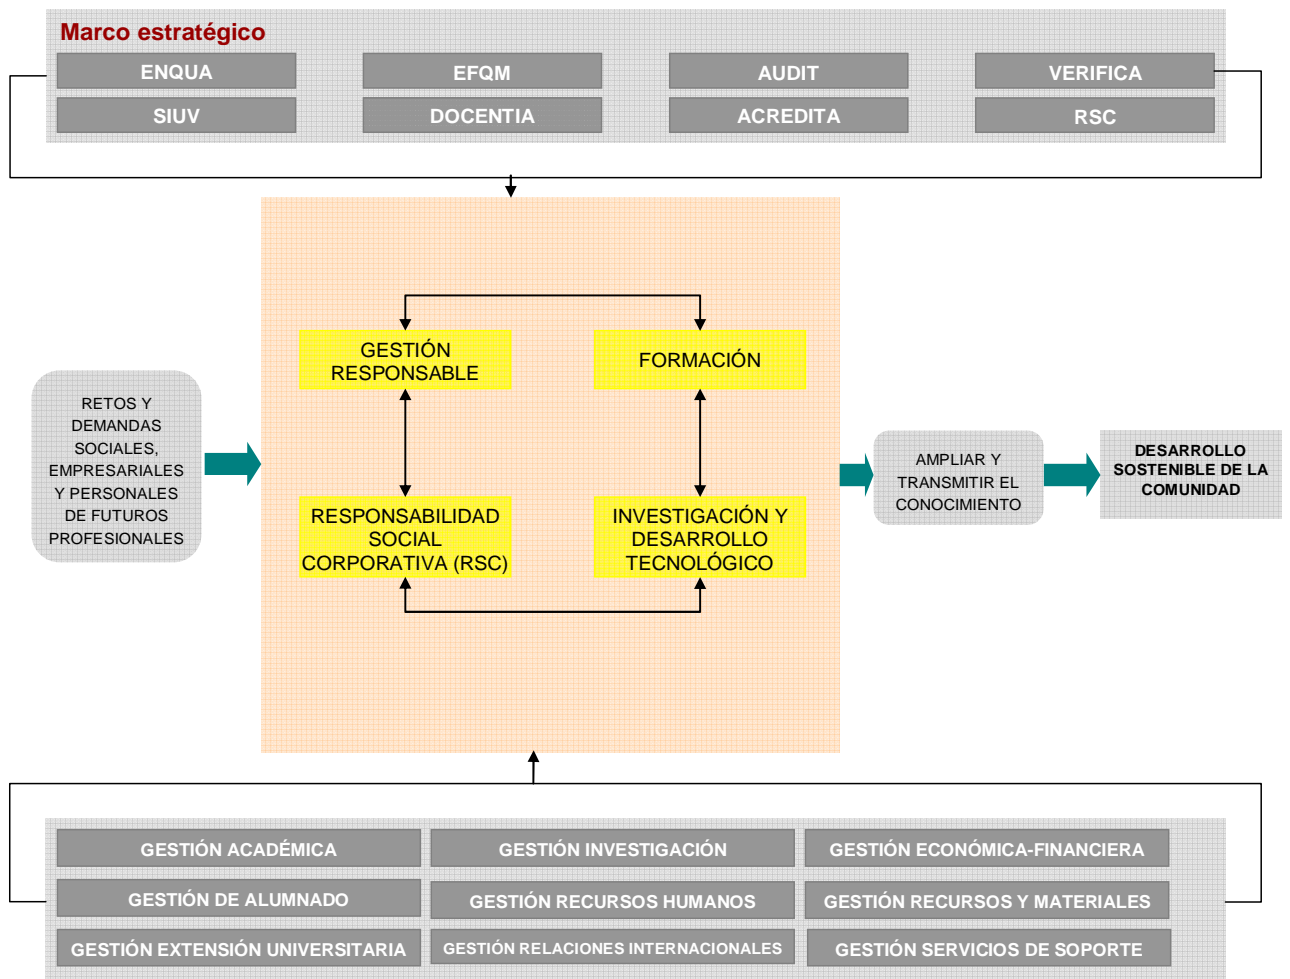 Marco estratégico
ENQUA
EFQM
AUDIT
VERIFICA
SIUV
DOCENTIA
ACREDITA
RSC
GESTIÓN
RESPONSABLE
FORMACIÓN
RETOS Y
DEMANDAS
SOCIALES,
EMPRESARIALES
Y PERSONALES
DE FUTUROS
PROFESIONALES
RESPONSABILIDAD
SOCIAL
CORPORATIVA (RSC)
INVESTIGACIÓN Y
DESARROLLO
TECNOLÓGICO
AMPLIAR Y
TRANSMITIR EL
CONOCIMIENTO
DESARROLLO
SOSTENIBLE DE LA
COMUNIDAD
GESTIÓN ACADÉMICA
GESTIÓN INVESTIGACIÓN
GESTIÓN ECONÓMICA-FINANCIERA
GESTIÓN DE ALUMNADO
GESTIÓN RECURSOS HUMANOS
GESTIÓN RECURSOS Y MATERIALES
GESTIÓN EXTENSIÓN UNIVERSITARIA
GESTIÓN RELACIONES INTERNACIONALES
GESTIÓN SERVICIOS DE SOPORTE